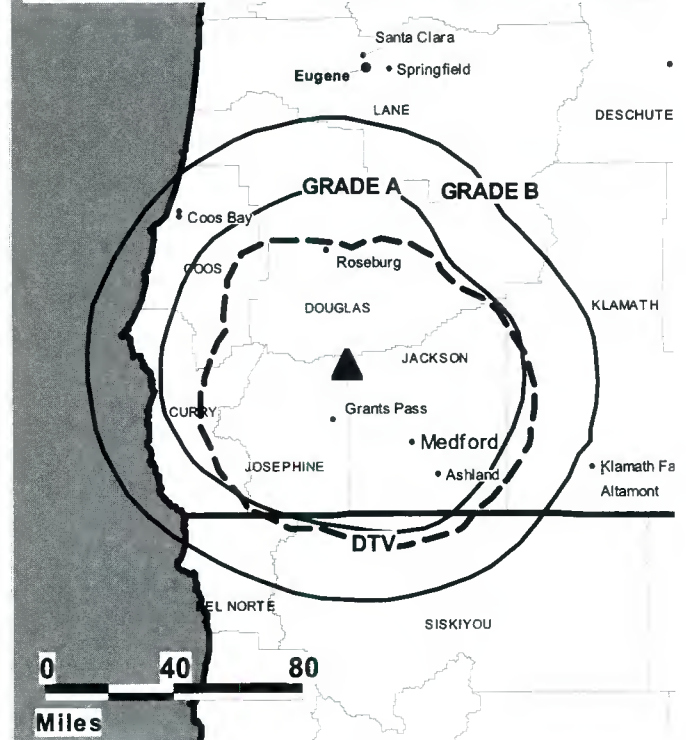 Santa Clara
Eugene
Springfield
LANE
DESCHUTE
GRADE A
GRADE B
Coos Bay
Roseburg
COOS
DOUGLAS
KLAMATH
JACKSON
CURRY
Grants Pass
Medford
JOSEPHINE
Ashland
Klamath Fa
Altamont
DTV
EL NORTE
SISKIYOU
0 40 80
Miles